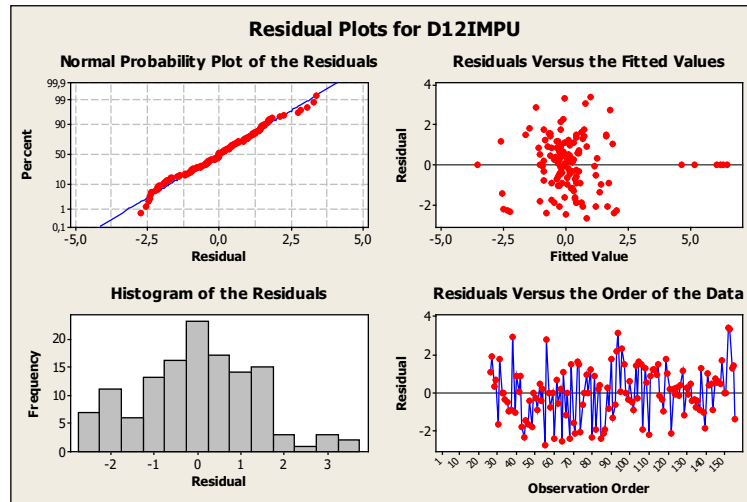 Residual Plots for D12IMPU
Normal Probability Plot of the Residuals
Percent
99,9
99
90
50
10
1
0,1
-5,0 -2,5 0,0 2,5 5,0
Residual
Residuals Versus the Fitted Values
Residual
4
2
0
-2
-5,0 -2,5 0,0 2,5 5,0
Fitted Value
Histogram of the Residuals
Frequency
20
15
10
5
0
-2 -1 0 1 2 3
Residual
Residuals Versus the Order of the Data
Residual
4
2
0
-2
1 10 20 30 40 50 60 70 80 90 100 110 120 130 140 150
Observation Order